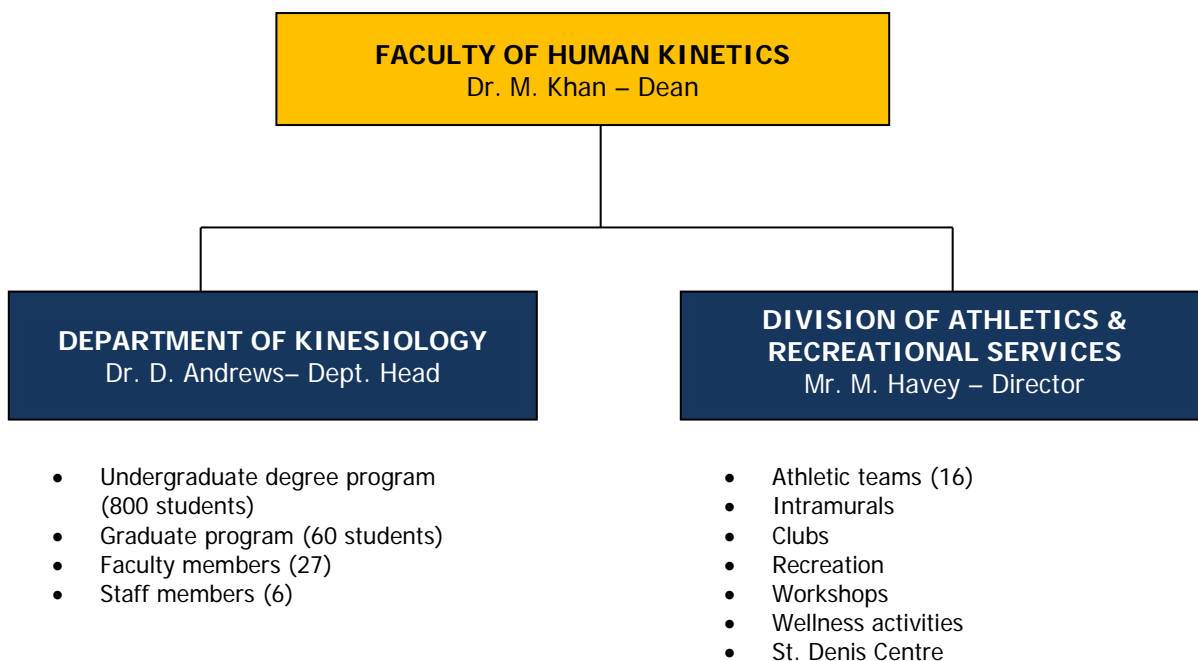 FACULTY OF HUMAN KINETICS
Dr. M. Khan – Dean
DEPARTMENT OF KINESIOLOGY
Dr. D. Andrews– Dept. Head
• Undergraduate degree program
(800 students)
• Graduate program (60 students)
• Faculty members (27)
• Staff members (6)
DIVISION OF ATHLETICS &
RECREATIONAL SERVICES
Mr. M. Havey – Director
• Athletic teams (16)
• Intramurals
• Clubs
• Recreation
• Workshops
• Wellness activities
• St. Denis Centre